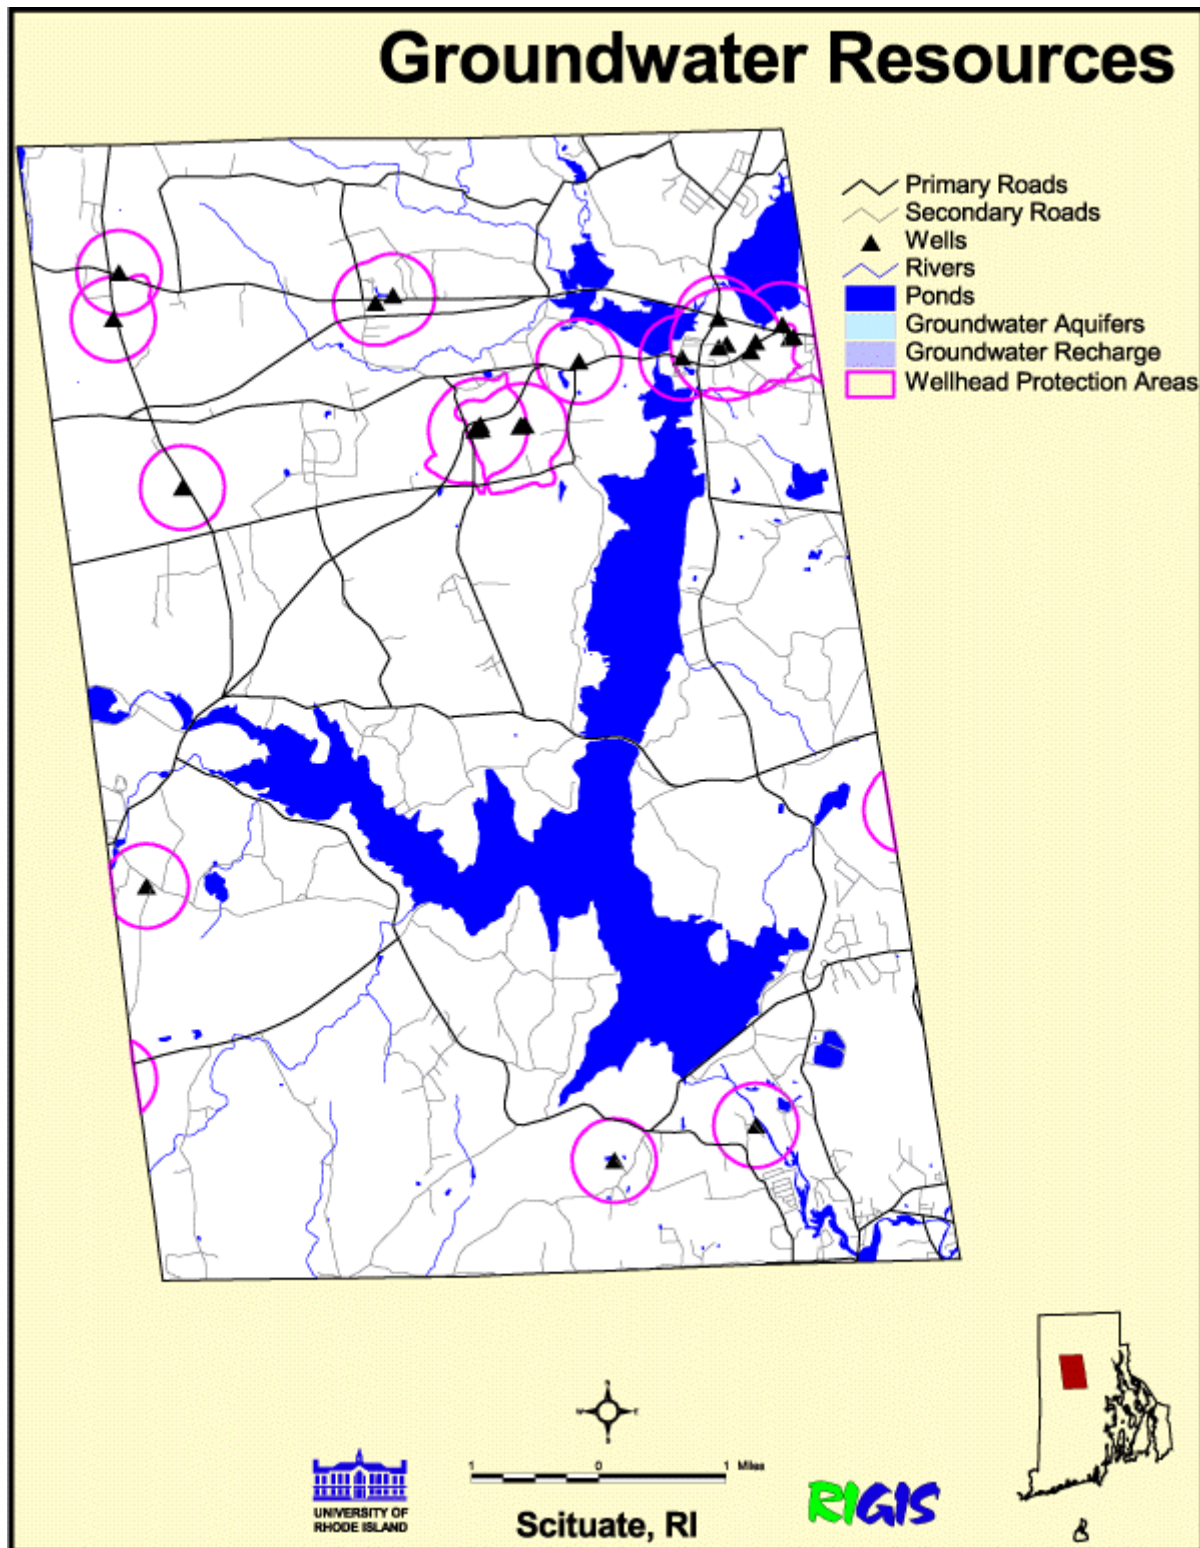 Groundwater Resources
Primary Roads
Secondary Roads
Wells
Rivers
Ponds
Groundwater Aquifers
Groundwater Recharge
Wellhead Protection Areas
N
W E
S
1 0 1 Miles
UNIVERSITY OF
RHODE ISLAND
Scituate, RI
RIGIS